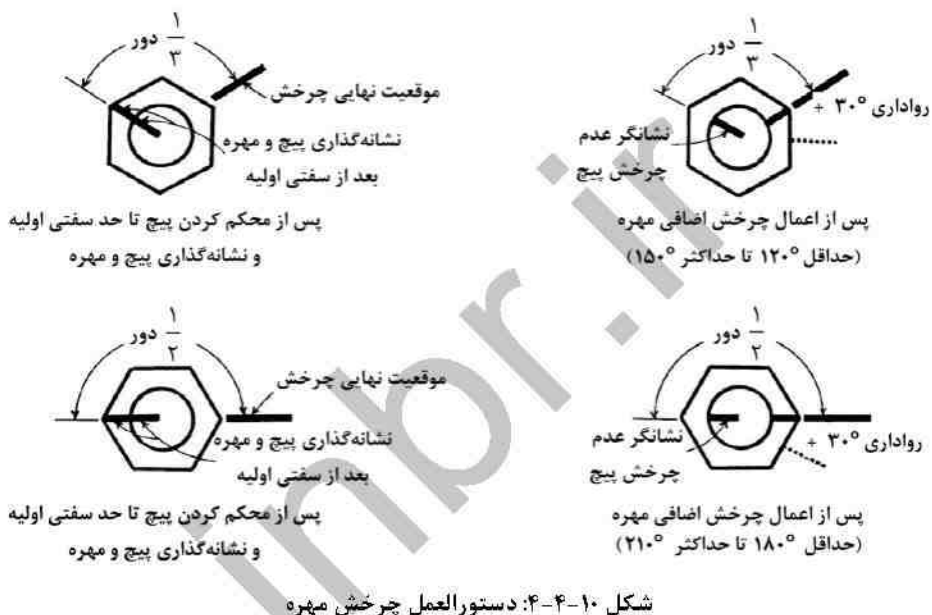 ۱/۳ دور
رواداری ۳۰° +
نشانگر عدم
چرخش پیچ
پس از اعمال چرخش اضافی مهره
(حداقل ۱۲۰° تا حداکثر ۱۵۰°)
۱/۳ دور
موقعیت نهایی چرخش
نشانه‌گذاری پیچ و مهره
بعد از سفتی اولیه
پس از محکم کردن پیچ تا حد سفتی اولیه
و نشانه‌گذاری پیچ و مهره
۱/۲ دور
رواداری ۳۰° +
نشانگر عدم
چرخش پیچ
پس از اعمال چرخش اضافی مهره
(حداقل ۱۸۰° تا حداکثر ۲۱۰°)
۱/۲ دور
موقعیت نهایی چرخش
نشانه‌گذاری پیچ و مهره
بعد از سفتی اولیه
پس از محکم کردن پیچ تا حد سفتی اولیه
و نشانه‌گذاری پیچ و مهره
شکل ۱۰-۴-۴: دستورالعمل چرخش مهره
inbr.ir